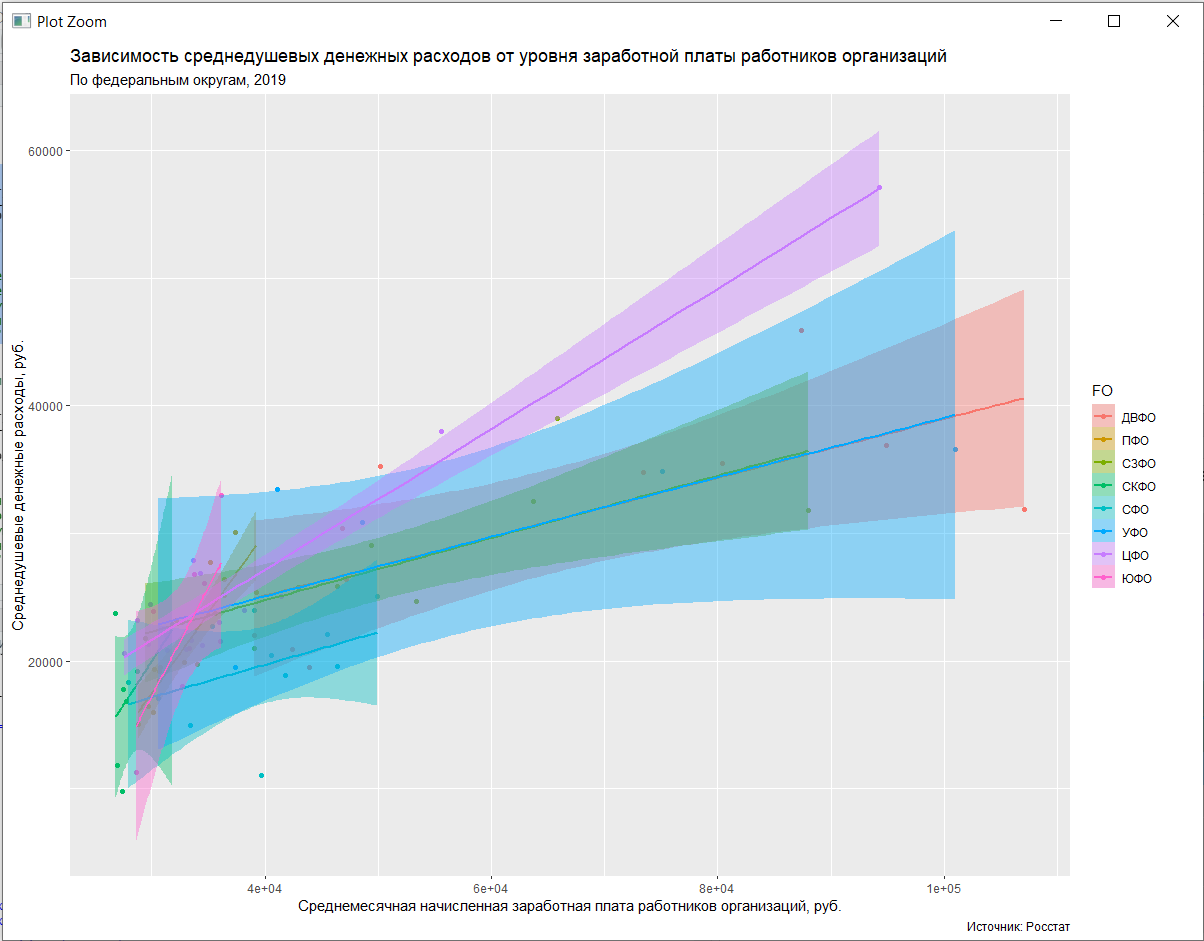 Plot Zoom
Зависимость среднедушевых денежных расходов от уровня заработной платы работников организаций
По федеральным округам, 2019
60000
40000
20000
Среднедушевые денежные расходы, руб.
4e+04 6e+04 8e+04 1e+05
Среднемесячная начисленная заработная плата работников организаций, руб.
Источник: Росстат
FO
ДВФО
ПФО
СЗФО
СКФО
СФО
УФО
ЦФО
ЮФО